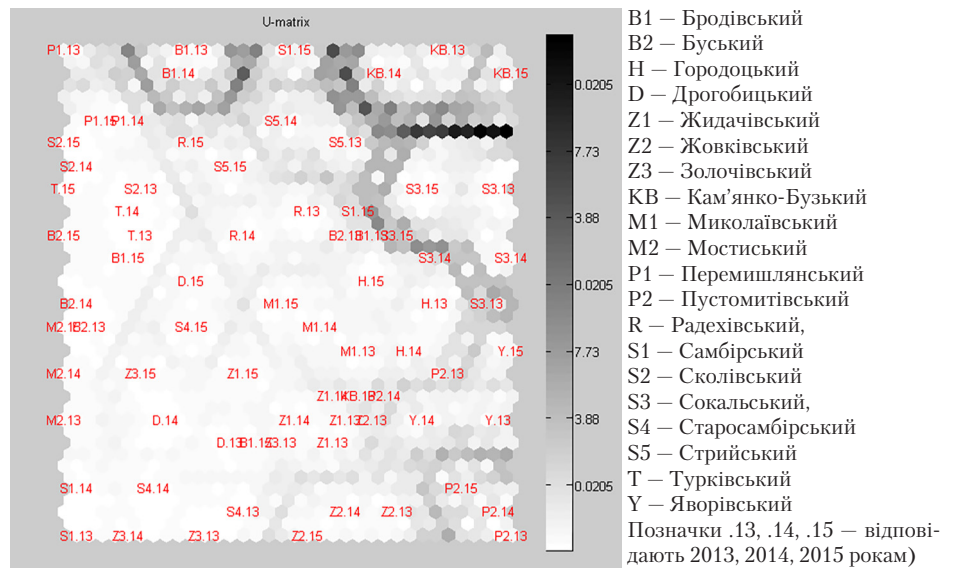 U-matrix
P1.13 B1.13 S1.15 KB.13
B1.14 KB.14 KB.15
0.0205
P1.15 P1.14 S5.14
S2.15 R.15 S5.13
7.73
S2.14 S5.15
T.15 S2.13 S3.15 S3.13
T.14 R.13 S1.15
3.88
B2.15 T.13 R.14 S3.15
B1.15 S3.14 S3.14
D.15 H.15
0.0205
B2.14 M1.15 H.13 S3.13
B2.13 S4.15 M1.14
M1.13 H.14 Y.15
7.73
M2.14 Z3.15 Z1.15 P2.13
P2.14
3.88
M2.13 D.14 Z1.14 Y.14 Y.13
D.13 Z1.13
S1.14 S4.14 P2.15
0.0205
S4.13 Z2.14 Z2.13 P2.14
S1.13 Z3.14 Z3.13 Z2.15 P2.13
B1 – Бродівський
B2 – Буський
H – Городоцький
D – Дрогобицький
Z1 – Жидачівський
Z2 – Жовківський
Z3 – Золочівський
KB – Кам’янко-Бузький
M1 – Миколаївський
M2 – Мостиський
P1 – Перемишлянський
P2 – Пустомитівський
R – Радехівський,
S1 – Самбірський
S2 – Сколівський
S3 – Сокальський,
S4 – Старосамбірський
S5 – Стрийський
T – Турківський
Y – Яворівський
Позначки .13, .14, .15 – відпові-
дають 2013, 2014, 2015 рокам)